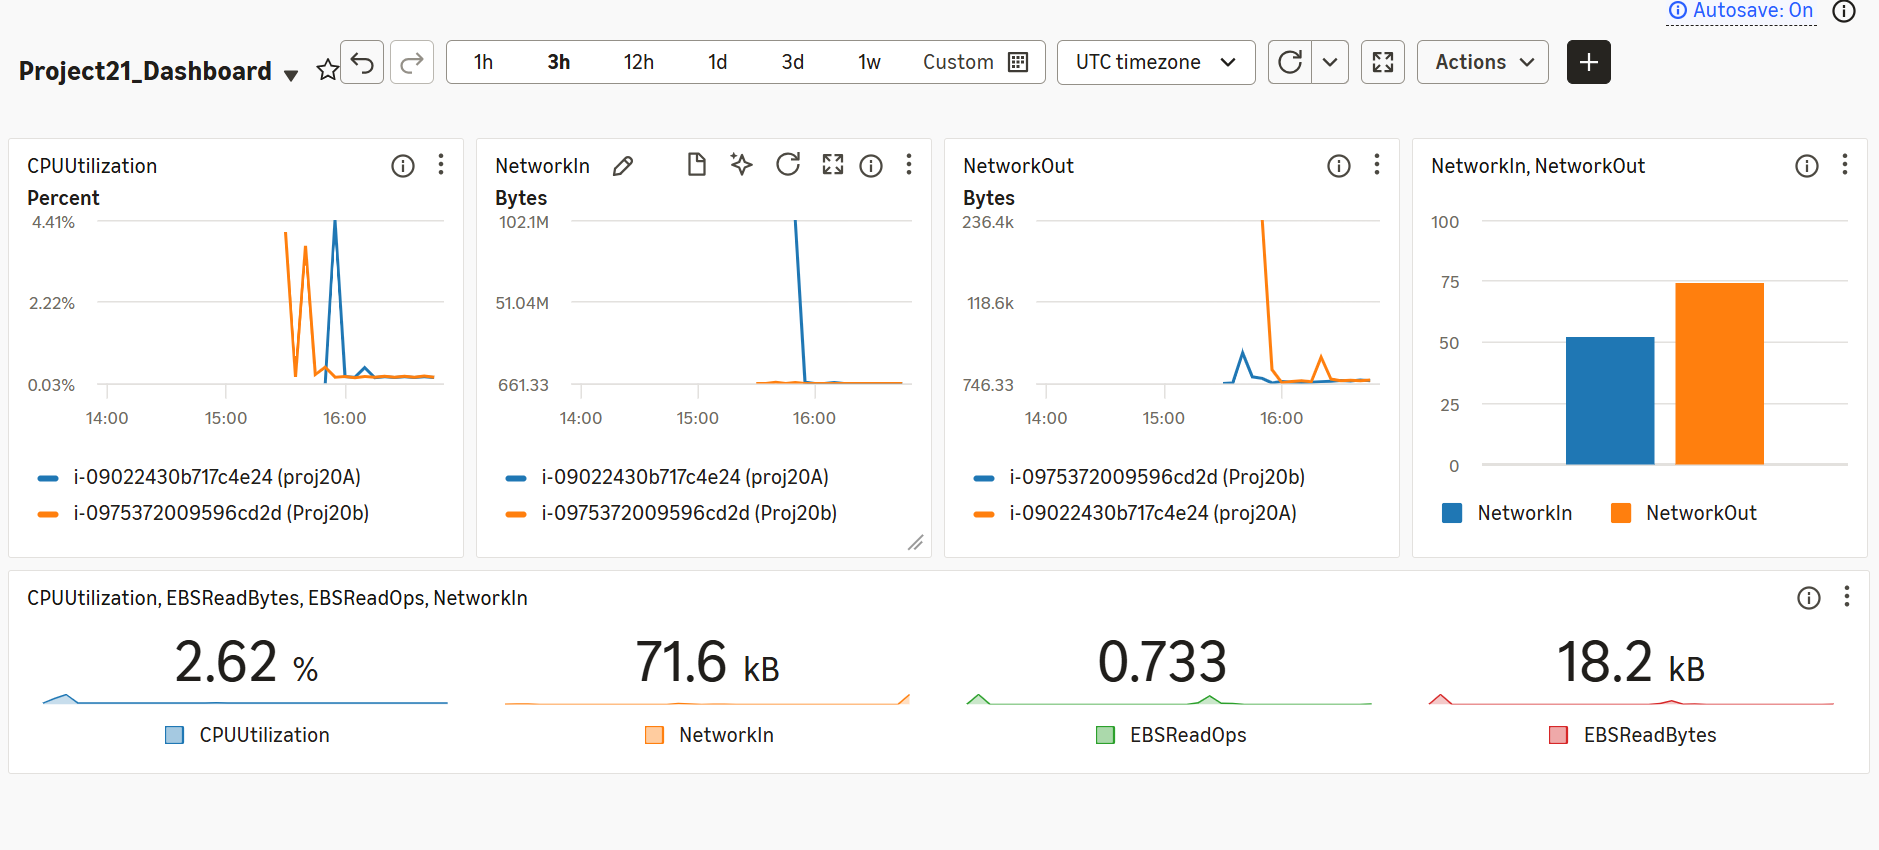 Autosave: On
Project21_Dashboard
1h 3h 12h 1d 3d 1w Custom
UTC timezone
Actions
CPUUtilization
Percent
4.41%
2.22%
0.03%
14:00 15:00 16:00
i-09022430b717c4e24 (proj20A)
i-0975372009596cd2d (Proj20b)
NetworkIn
Bytes
102.1M
51.04M
661.33
14:00 15:00 16:00
i-09022430b717c4e24 (proj20A)
i-0975372009596cd2d (Proj20b)
NetworkOut
Bytes
236.4k
118.6k
746.33
14:00 15:00 16:00
i-0975372009596cd2d (Proj20b)
i-09022430b717c4e24 (proj20A)
NetworkIn, NetworkOut
100
75
50
25
0
NetworkIn NetworkOut
CPUUtilization, EBSReadBytes, EBSReadOps, NetworkIn
2.62 % 71.6 kB 0.733 18.2 kB
CPUUtilization NetworkIn EBSReadOps EBSReadBytes